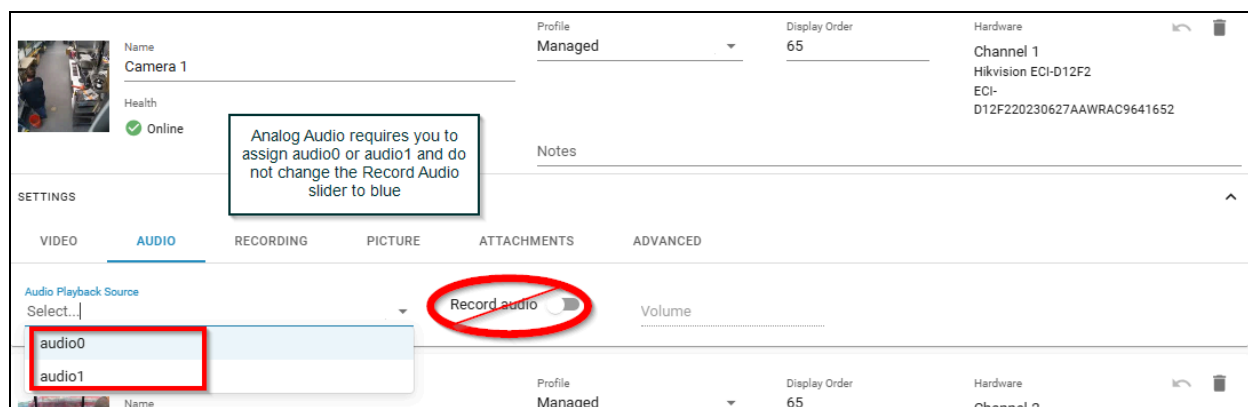 Name
Camera 1
Health
Online
Profile
Managed
Display Order
65
Hardware
Channel 1
Hikvision ECI-D12F2
ECI-
D12F220230627AAWRAC9641652
Notes
Analog Audio requires you to
assign audio0 or audio1 and do
not change the Record Audio
slider to blue
SETTINGS
VIDEO AUDIO RECORDING PICTURE ATTACHMENTS ADVANCED
Audio Playback Source
Select...
Record audio
Volume
audio0
audio1
Name
Profile
Managed
Display Order
65
Hardware
Channel 2